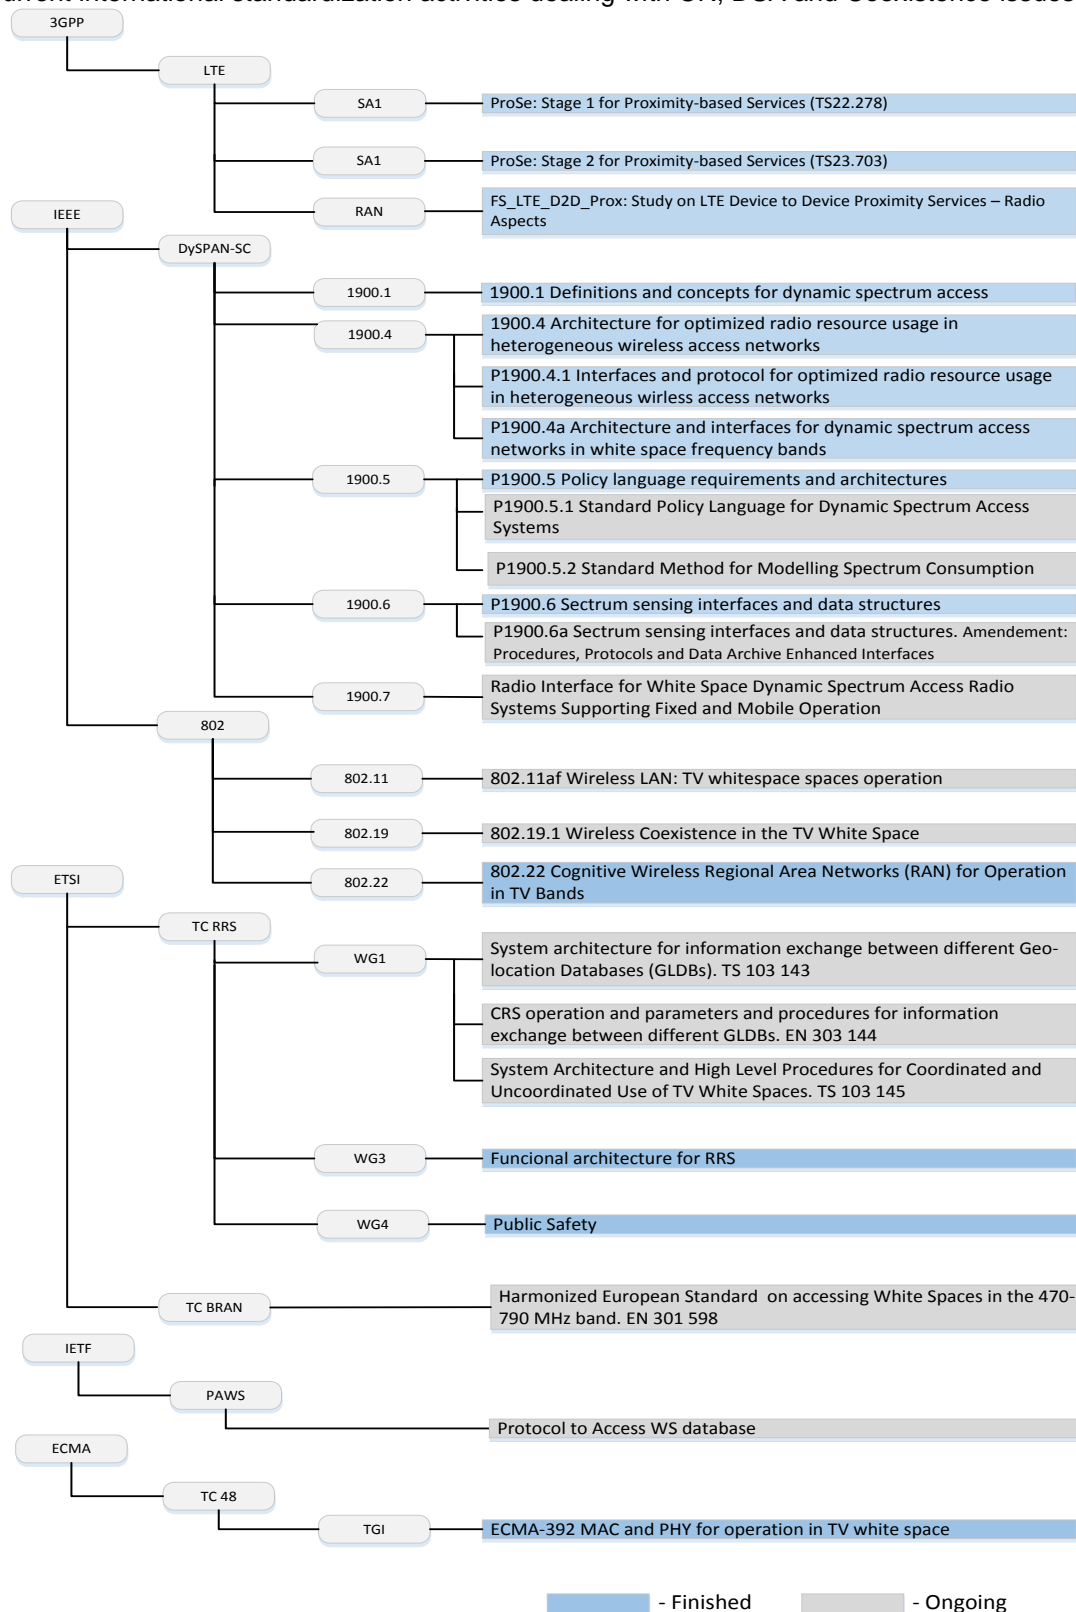 urrent international standardization activities dealing with CR, DSA and Coexistence issues
3GPP
LTE
SA1
ProSe: Stage 1 for Proximity-based Services (TS22.278)
SA1
ProSe: Stage 2 for Proximity-based Services (TS23.703)
RAN
FS_LTE_D2D_Prox: Study on LTE Device to Device Proximity Services – Radio
Aspects
IEEE
DySPAN-SC
1900.1
1900.1 Definitions and concepts for dynamic spectrum access
1900.4
1900.4 Architecture for optimized radio resource usage in
heterogeneous wireless access networks
P1900.4.1 Interfaces and protocol for optimized radio resource usage
in heterogeneous wirless access networks
P1900.4a Architecture and interfaces for dynamic spectrum access
networks in white space frequency bands
1900.5
P1900.5 Policy language requirements and architectures
P1900.5.1 Standard Policy Language for Dynamic Spectrum Access
Systems
P1900.5.2 Standard Method for Modelling Spectrum Consumption
1900.6
P1900.6 Sectrum sensing interfaces and data structures
P1900.6a Sectrum sensing interfaces and data structures. Amendement:
Procedures, Protocols and Data Archive Enhanced Interfaces
1900.7
Radio Interface for White Space Dynamic Spectrum Access Radio
Systems Supporting Fixed and Mobile Operation
802
802.11
802.11af Wireless LAN: TV whitespace spaces operation
802.19
802.19.1 Wireless Coexistence in the TV White Space
802.22
802.22 Cognitive Wireless Regional Area Networks (RAN) for Operation
in TV Bands
ETSI
TC RRS
WG1
System architecture for information exchange between different Geo-
location Databases (GLDBs). TS 103 143
CRS operation and parameters and procedures for information
exchange between different GLDBs. EN 303 144
System Architecture and High Level Procedures for Coordinated and
Uncoordinated Use of TV White Spaces. TS 103 145
WG3
Funcional architecture for RRS
WG4
Public Safety
TC BRAN
Harmonized European Standard  on accessing White Spaces in the 470-
790 MHz band. EN 301 598
IETF
PAWS
Protocol to Access WS database
ECMA
TC 48
TGI
ECMA-392 MAC and PHY for operation in TV white space
- Finished
- Ongoing